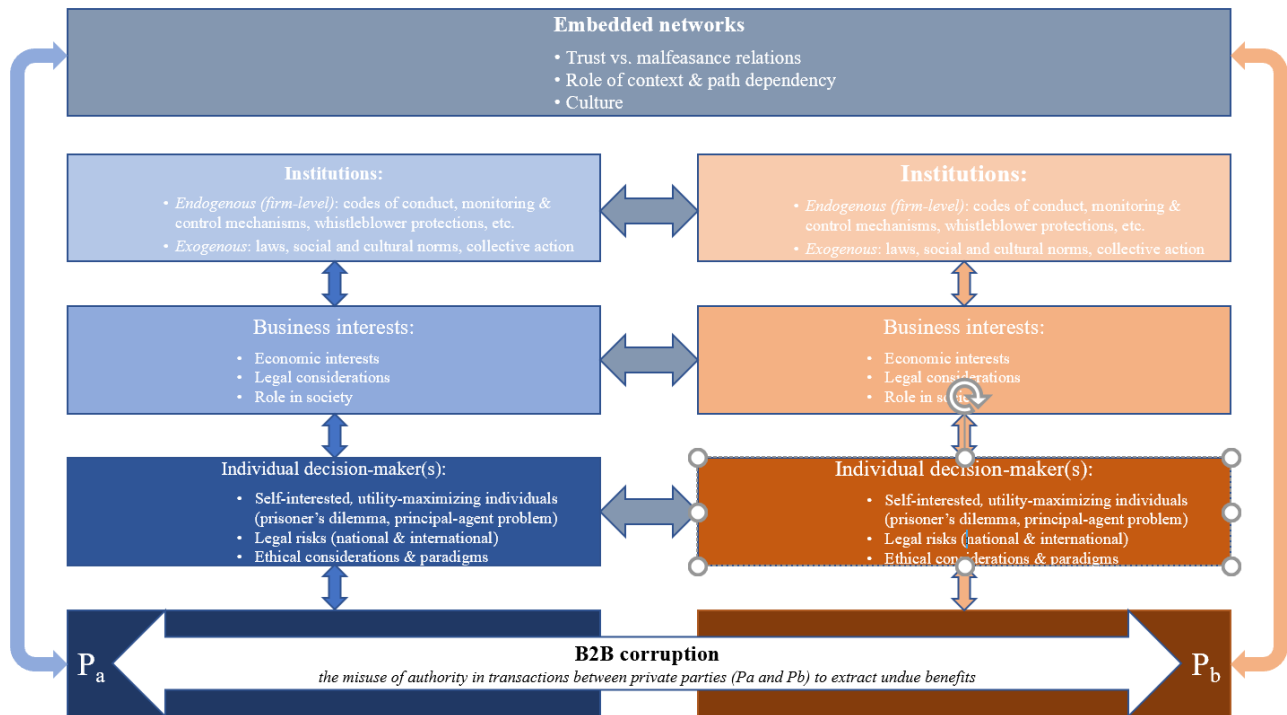 Embedded networks
• Trust vs. malfeasance relations
• Role of context & path dependency
• Culture
Institutions:
• Endogenous (firm-level): codes of conduct, monitoring &
control mechanisms, whistleblower protections, etc.
• Exogenous: laws, social and cultural norms, collective action
Institutions:
• Endogenous (firm-level): codes of conduct, monitoring &
control mechanisms, whistleblower protections, etc.
• Exogenous: laws, social and cultural norms, collective action
Business interests:
• Economic interests
• Legal considerations
• Role in society
Business interests:
• Economic interests
• Legal considerations
• Role in society
Individual decision-maker(s):
• Self-interested, utility-maximizing individuals
(prisoner’s dilemma, principal-agent problem)
• Legal risks (national & international)
• Ethical considerations & paradigms
Individual decision-maker(s):
• Self-interested, utility-maximizing individuals
(prisoner’s dilemma, principal-agent problem)
• Legal risks (national & international)
• Ethical considerations & paradigms
Pa
B2B corruption
the misuse of authority in transactions between private parties (Pa and Pb) to extract undue benefits
Pb